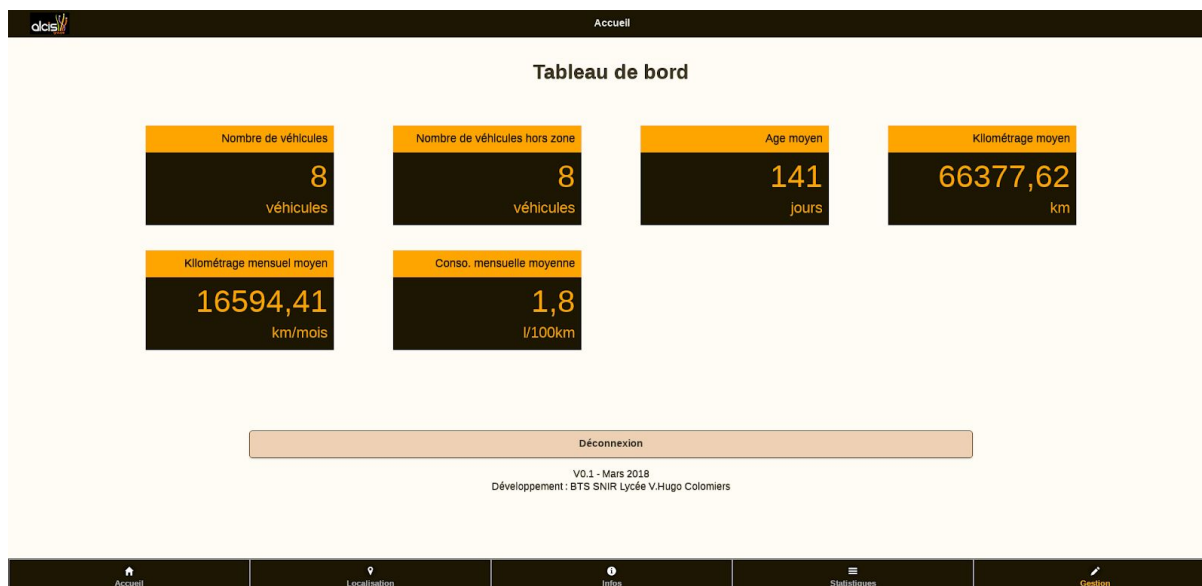 alcis
Accueil
Tableau de bord
Nombre de véhicules
8
véhicules
Nombre de véhicules hors zone
8
véhicules
Age moyen
141
jours
Kilométrage moyen
66377,62
km
Kilométrage mensuel moyen
16594,41
km/mois
Conso. mensuelle moyenne
1,8
l/100km
Déconnexion
V0.1 - Mars 2018
Développement : BTS SNIR Lycée V.Hugo Colomiers
Accueil
Localisation
Infos
Statistiques
Gestion